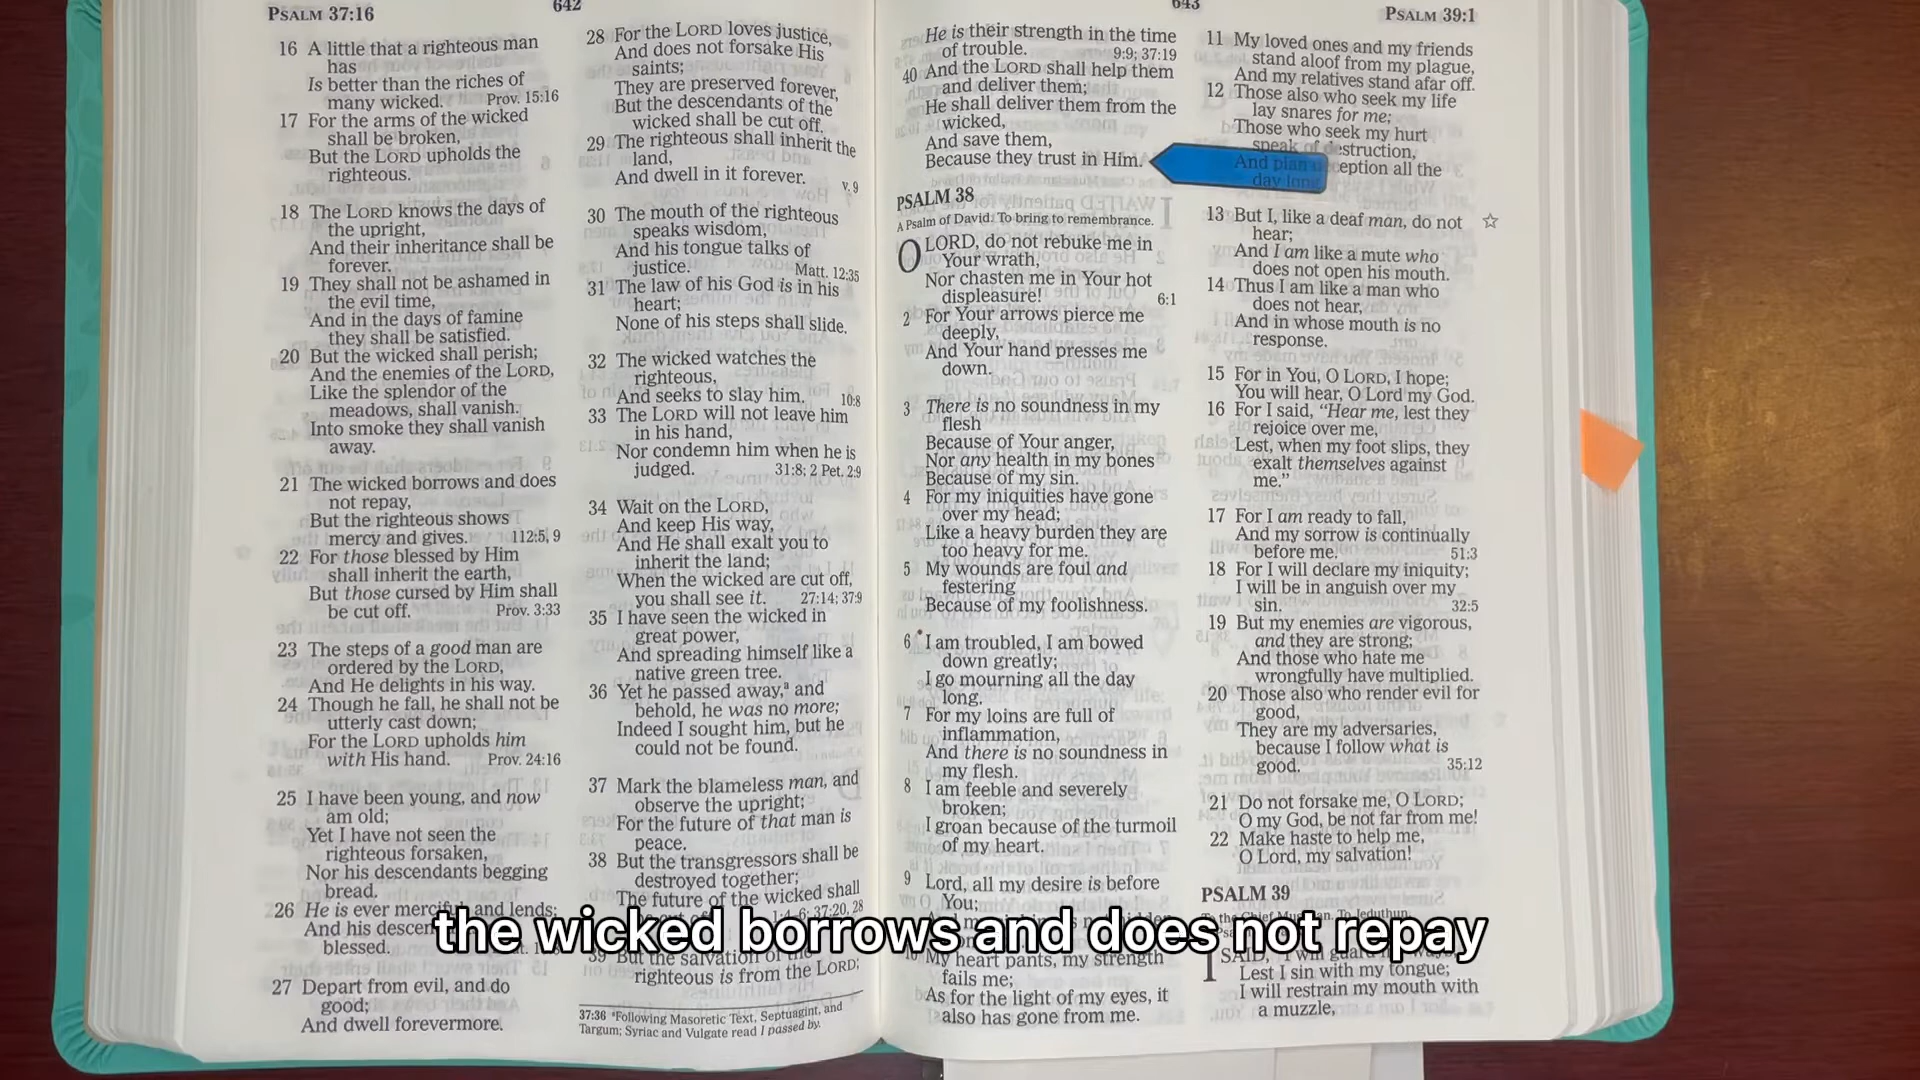 PSALM 37:16
642
16 A little that a righteous man
has
Is better than the riches of
many wicked. Prov. 15:16
17 For the arms of the wicked
shall be broken,
But the LORD upholds the
righteous.
18 The LORD knows the days of
the upright,
And their inheritance shall be
forever.
19 They shall not be ashamed in
the evil time,
And in the days of famine
they shall be satisfied.
20 But the wicked shall perish;
And the enemies of the LORD,
Like the splendor of the
meadows, shall vanish.
Into smoke they shall vanish
away.
21 The wicked borrows and does
not repay,
But the righteous shows
mercy and gives. 112:5, 9
22 For those blessed by Him
shall inherit the earth,
But those cursed by Him shall
be cut off. Prov. 3:33
23 The steps of a good man are
ordered by the LORD,
And He delights in his way.
24 Though he fall, he shall not be
utterly cast down;
For the LORD upholds him
with His hand. Prov. 24:16
25 I have been young, and now
am old;
Yet I have not seen the
righteous forsaken,
Nor his descendants begging
bread.
26 He is ever merciful, and lends;
And his
blessed.
27 Depart from evil, and do
good;
And dwell forevermore.
28 For the LORD loves justice,
And does not forsake His
saints;
They are preserved forever,
But the descendants of the
wicked shall be cut off.
29 The righteous shall inherit the
land,
And dwell in it forever.
v. 9
30 The mouth of the righteous
speaks wisdom,
And his tongue talks of
justice. Matt. 12:35
31 The law of his God is in his
heart;
None of his steps shall slide.
32 The wicked watches the
righteous,
And seeks to slay him. 10:8
33 The LORD will not leave him
in his hand,
Nor condemn him when he is
judged. 31:8; 2 Pet. 2:9
34 Wait on the LORD,
And keep His way,
And He shall exalt you to
inherit the land;
When the wicked are cut off,
you shall see it. 27:14; 37:9
35 I have seen the wicked in
great power,
And spreading himself like a
native green tree.
36 Yet he passed away,ª and
behold, he was no more;
Indeed I sought him, but he
could not be found.
37 Mark the blameless man, and
observe the upright;
For the future of that man is
peace.
38 But the transgressors shall be
destroyed together;
The future of the wicked shall
1:4-6; 37:20, 28
39 But the salvation of the
righteous is from the LORD;
37:36 ªFollowing Masoretic Text, Septuagint, and
Targum; Syriac and Vulgate read I passed by.
643
PSALM 39:1
He is their strength in the time
of trouble. 9:9; 37:19
40 And the LORD shall help them
and deliver them;
He shall deliver them from the
wicked,
And save them,
Because they trust in Him.
PSALM 38
A Psalm of David. To bring to remembrance.
O LORD, do not rebuke me in
Your wrath,
Nor chasten me in Your hot
displeasure! 6:1
2 For Your arrows pierce me
deeply,
And Your hand presses me
down.
3 There is no soundness in my
flesh
Because of Your anger,
Nor any health in my bones
Because of my sin.
4 For my iniquities have gone
over my head;
Like a heavy burden they are
too heavy for me.
5 My wounds are foul and
festering
Because of my foolishness.
6 I am troubled, I am bowed
down greatly;
I go mourning all the day
long.
7 For my loins are full of
inflammation,
And there is no soundness in
my flesh.
8 I am feeble and severely
broken;
I groan because of the turmoil
of my heart.
9 Lord, all my desire is before
You;
10 My heart pants, my strength
fails me;
As for the light of my eyes, it
also has gone from me.
11 My loved ones and my friends
stand aloof from my plague,
And my relatives stand afar off.
12 Those also who seek my life
lay snares for me;
Those who seek my hurt
speak of destruction,
And plan deception all the
day long.
13 But I, like a deaf man, do not
hear;
And I am like a mute who
does not open his mouth.
14 Thus I am like a man who
does not hear,
And in whose mouth is no
response.
15 For in You, O LORD, I hope;
You will hear, O Lord my God.
16 For I said, “Hear me, lest they
rejoice over me,
Lest, when my foot slips, they
exalt themselves against
me.”
17 For I am ready to fall,
And my sorrow is continually
before me. 51:3
18 For I will declare my iniquity;
I will be in anguish over my
sin. 32:5
19 But my enemies are vigorous,
and they are strong;
And those who hate me
wrongfully have multiplied.
20 Those also who render evil for
good,
They are my adversaries,
because I follow what is
good. 35:12
21 Do not forsake me, O LORD;
O my God, be not far from me!
22 Make haste to help me,
O Lord, my salvation!
PSALM 39
To the Chief Musician. To Jeduthun.
I SAID, “I will guard
Lest I sin with my tongue;
I will restrain my mouth with
a muzzle,
the wicked borrows and does not repay